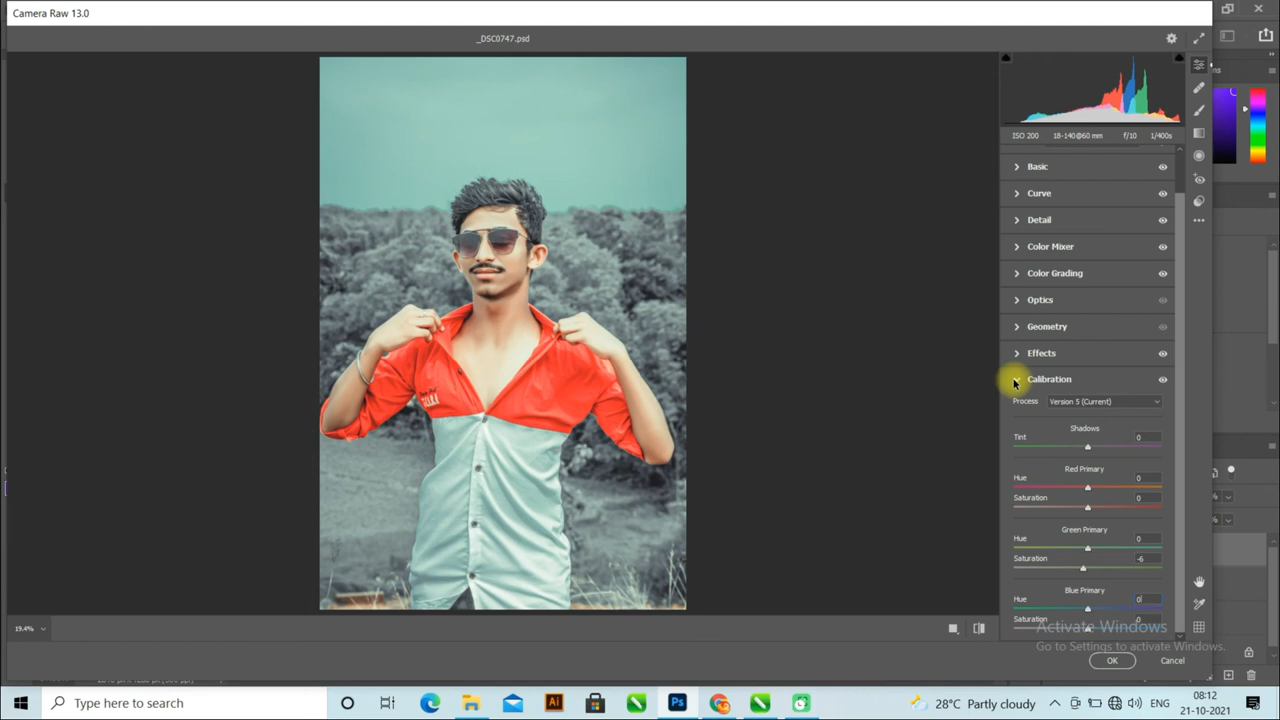 Camera Raw 13.0
_DSC0747.psd
ISO 200 18-140@60 mm f/10 1/400s
Basic
Curve
Detail
Color Mixer
Color Grading
Optics
Geometry
Effects
Calibration
Process Version 5 (Current)
Shadows
Tint 0
Red Primary
Hue 0
Saturation 0
Green Primary
Hue 0
Saturation -6
Blue Primary
Hue 0
Saturation 0
Activate Windows
Go to Settings to activate Windows.
19.4%
OK Cancel
Type here to search
Ai
Ps
28°C Partly cloudy
ENG
08:12
21-10-2021